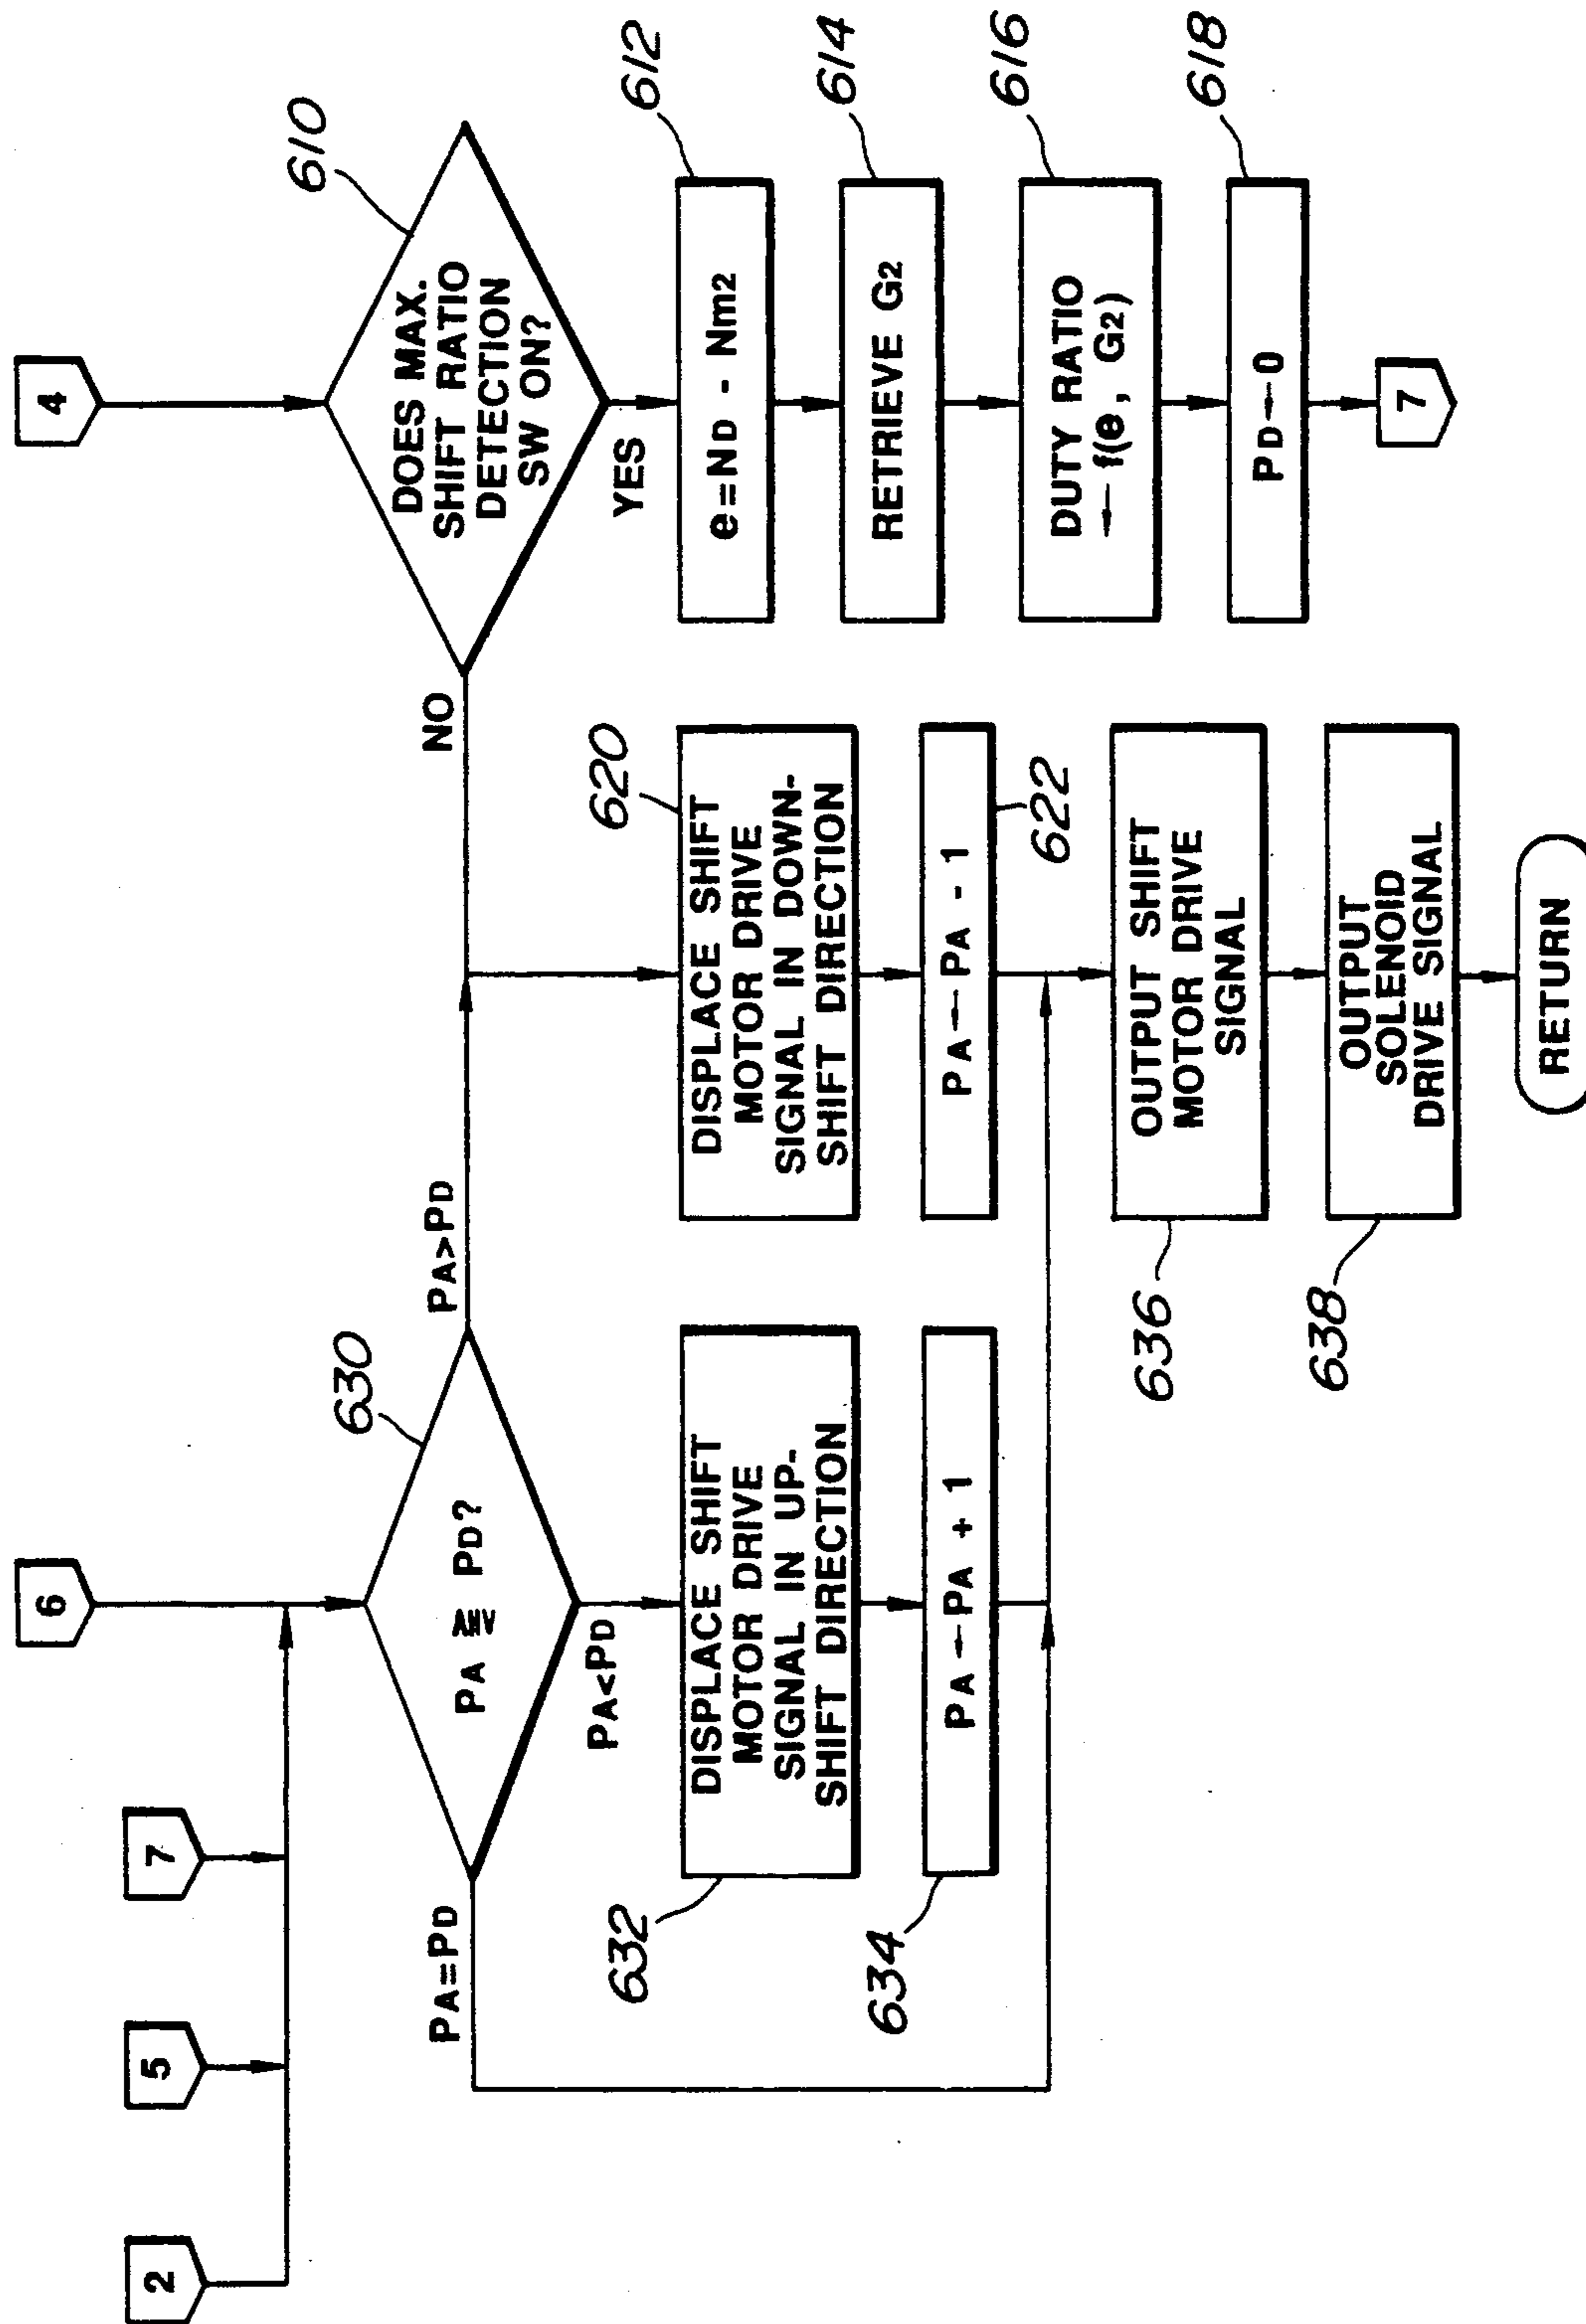 2
5
7
6
630
PA ⋛ PD?
PA=PD
PA<PD
PA>PD
632
DISPLACE SHIFT
MOTOR DRIVE
SIGNAL IN UP-
SHIFT DIRECTION
634
PA←PA + 1
4
610
DOES MAX.
SHIFT RATIO
DETECTION
SW ON?
NO
YES
620
DISPLACE SHIFT
MOTOR DRIVE
SIGNAL IN DOWN-
SHIFT DIRECTION
PA←PA - 1
622
636
OUTPUT SHIFT
MOTOR DRIVE
SIGNAL
638
OUTPUT
SOLENOID
DRIVE SIGNAL
RETURN
612
e=ND - Nm2
614
RETRIEVE G2
616
DUTY RATIO
← f(e, G2)
618
PD←0
7